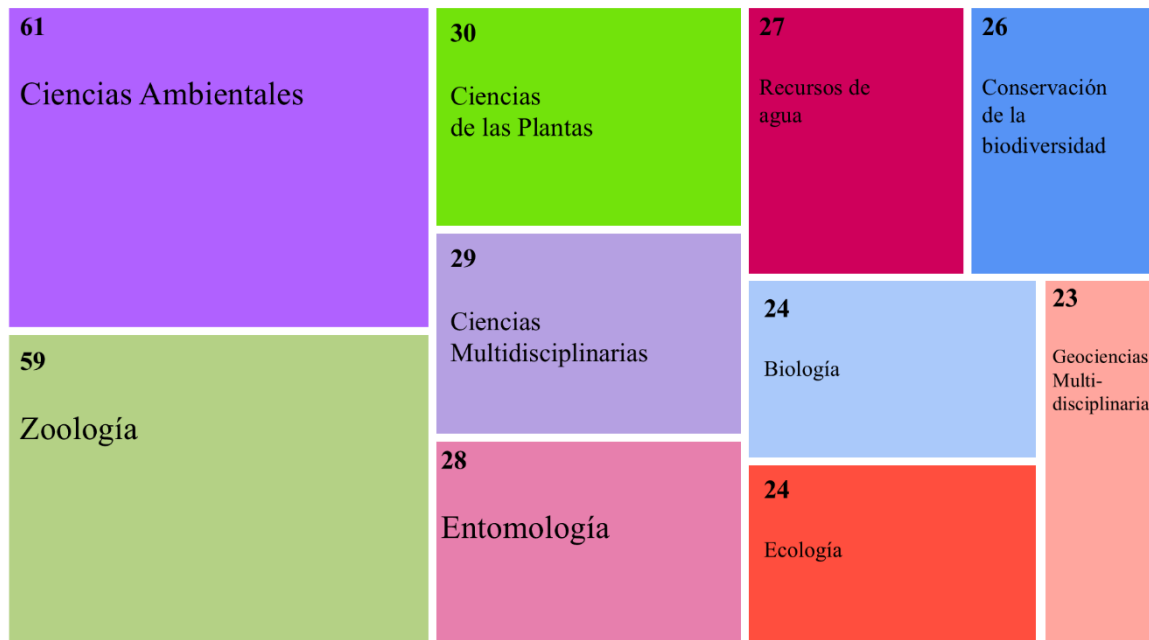 61
Ciencias Ambientales
59
Zoología
30
Ciencias
de las Plantas
29
Ciencias
Multidisciplinarias
28
Entomología
27
Recursos de
agua
26
Conservación
de la
biodiversidad
24
Biología
24
Ecología
23
Geociencias
Multi-
disciplinaria